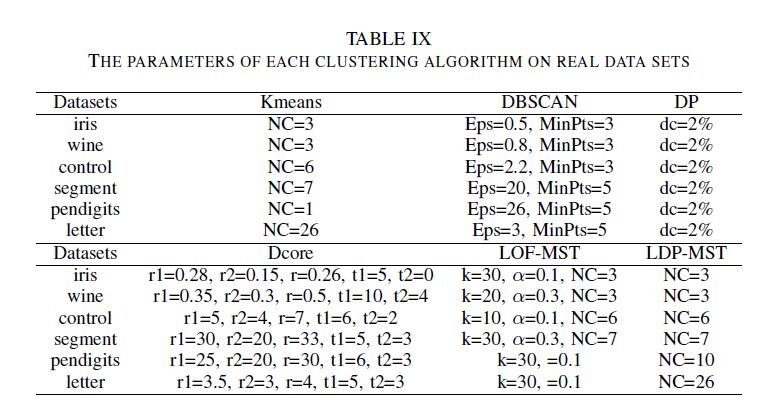 TABLE IX
THE PARAMETERS OF EACH CLUSTERING ALGORITHM ON REAL DATA SETS
Datasets Kmeans DBSCAN DP
iris NC=3 Eps=0.5, MinPts=3 dc=2%
wine NC=3 Eps=0.8, MinPts=3 dc=2%
control NC=6 Eps=2.2, MinPts=3 dc=2%
segment NC=7 Eps=20, MinPts=5 dc=2%
pendigits NC=1 Eps=26, MinPts=5 dc=2%
letter NC=26 Eps=3, MinPts=5 dc=2%
Datasets Dcore LOF-MST LDP-MST
iris r1=0.28, r2=0.15, r=0.26, t1=5, t2=0 k=30, α=0.1, NC=3 NC=3
wine r1=0.35, r2=0.3, r=0.5, t1=10, t2=4 k=20, α=0.3, NC=3 NC=3
control r1=5, r2=4, r=7, t1=6, t2=2 k=10, α=0.1, NC=6 NC=6
segment r1=30, r2=20, r=33, t1=5, t2=3 k=30, α=0.3, NC=7 NC=7
pendigits r1=25, r2=20, r=30, t1=6, t2=3 k=30, =0.1 NC=10
letter r1=3.5, r2=3, r=4, t1=5, t2=3 k=30, =0.1 NC=26